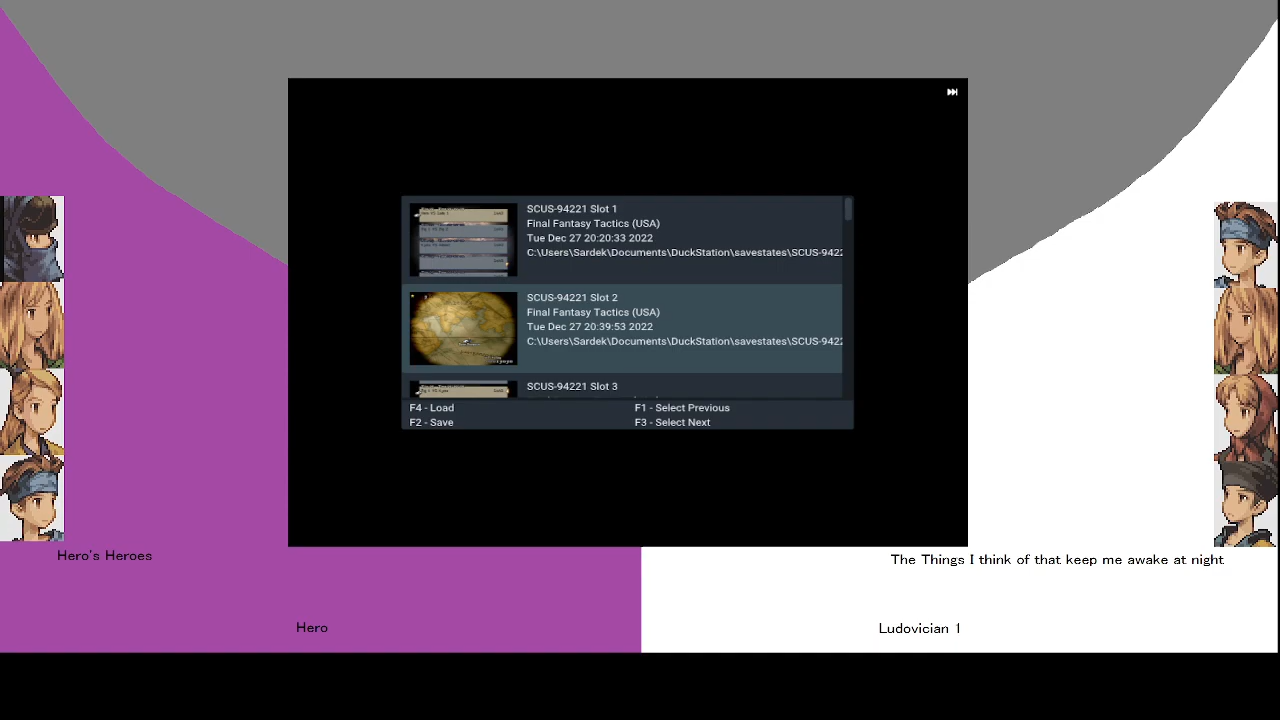 SCUS-94221 Slot 1
Final Fantasy Tactics (USA)
Tue Dec 27 20:20:33 2022
C:\Users\Sardek\Documents\DuckStation\savestates\SCUS-9422
SCUS-94221 Slot 2
Final Fantasy Tactics (USA)
Tue Dec 27 20:39:53 2022
C:\Users\Sardek\Documents\DuckStation\savestates\SCUS-9422
SCUS-94221 Slot 3
F4 - Load
F1 - Select Previous
F2 - Save
F3 - Select Next
Hero's Heroes
The Things I think of that keep me awake at night
Hero
Ludovician 1